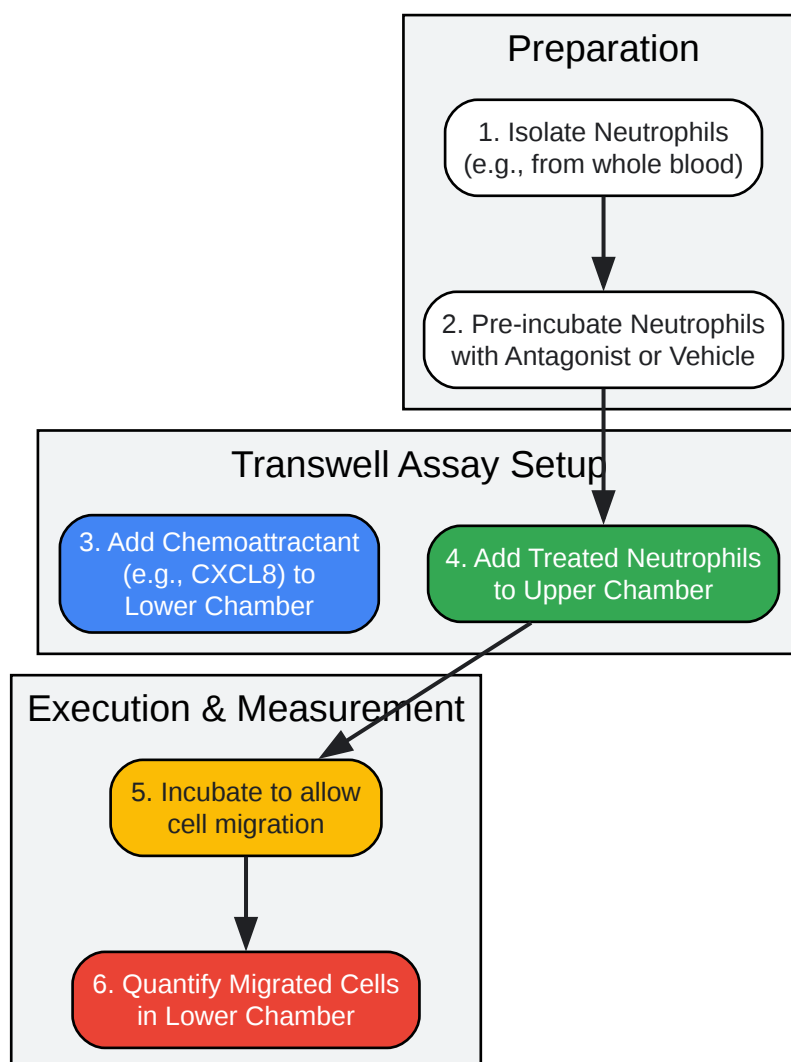 Preparation
1. Isolate Neutrophils
(e.g., from whole blood)
2. Pre-incubate Neutrophils
with Antagonist or Vehicle
Transwell Assay Setup
3. Add Chemoattractant
(e.g., CXCL8) to
Lower Chamber
4. Add Treated Neutrophils
to Upper Chamber
Execution & Measurement
5. Incubate to allow
cell migration
6. Quantify Migrated Cells
in Lower Chamber